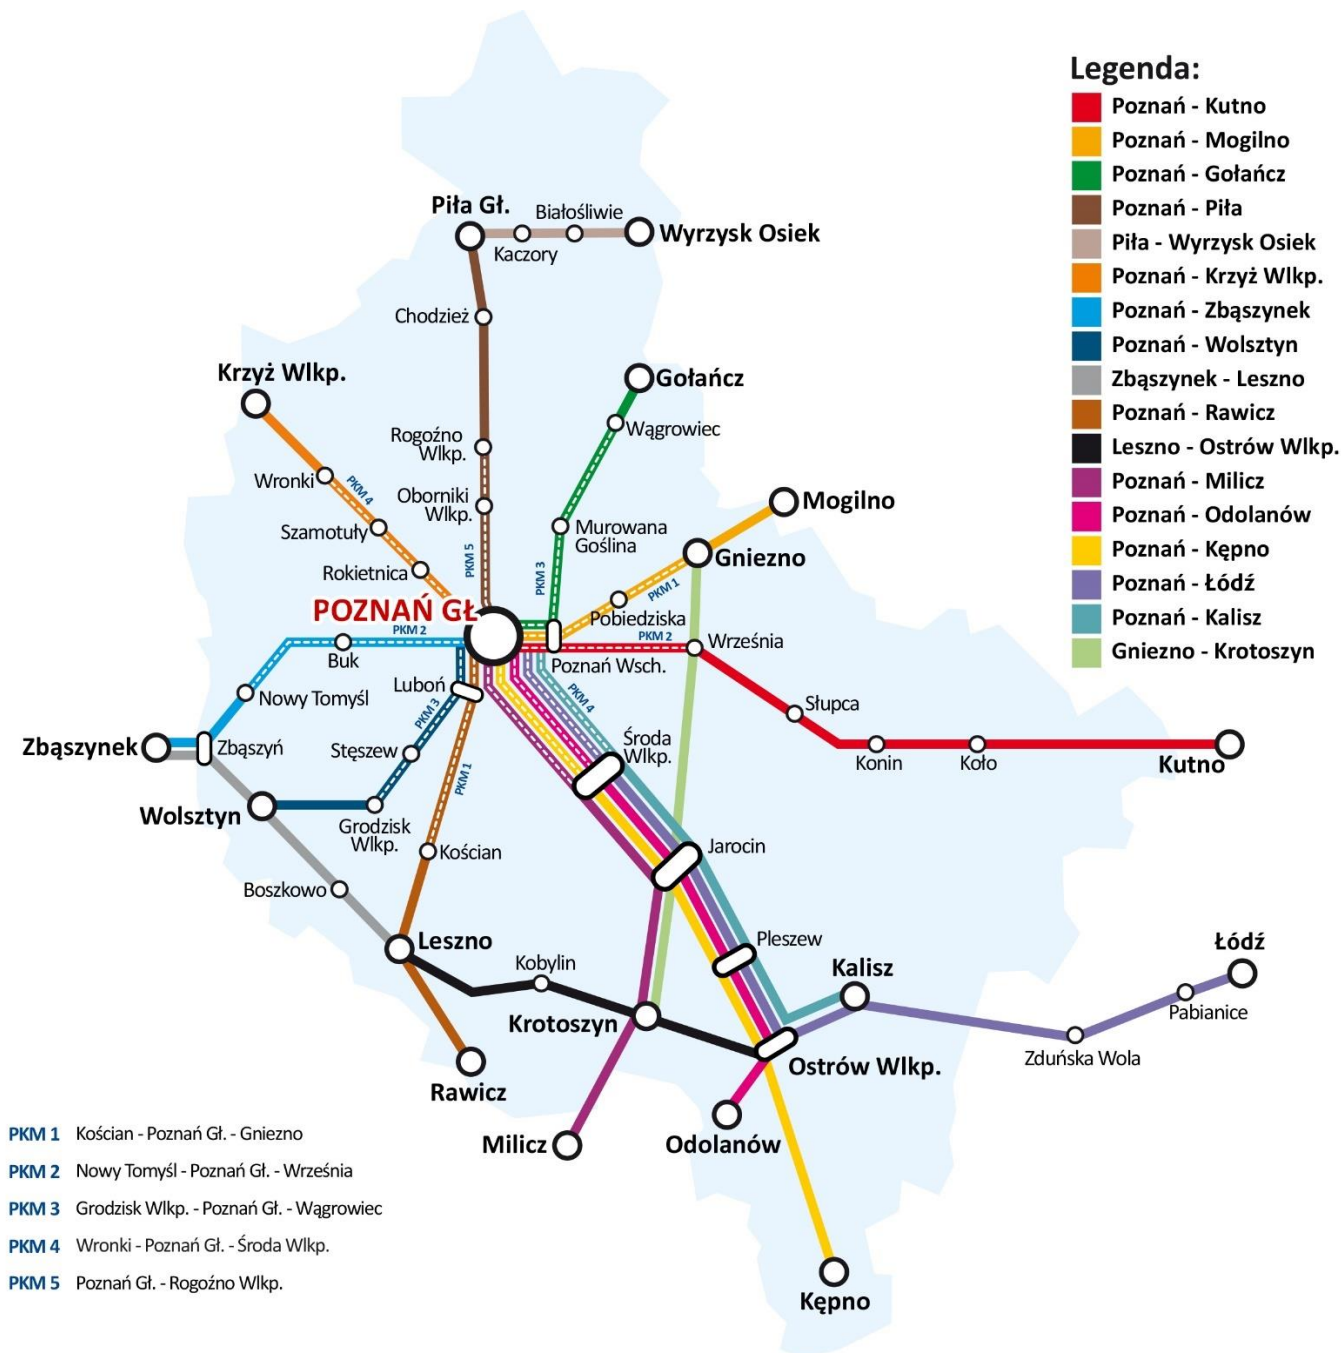 Legenda:
Poznań - Kutno
Poznań - Mogilno
Poznań - Gołańcz
Poznań - Piła
Piła - Wyrzysk Osiek
Poznań - Krzyż Wlkp.
Poznań - Zbąszynek
Poznań - Wolsztyn
Zbąszynek - Leszno
Poznań - Rawicz
Leszno - Ostrów Wlkp.
Poznań - Milicz
Poznań - Odolanów
Poznań - Kępno
Poznań - Łódź
Poznań - Kalisz
Gniezno - Krotoszyn
Piła Gł.
Białośliwie
Kaczory
Wyrzysk Osiek
Chodzież
Krzyż Wlkp.
Gołańcz
Wągrowiec
Rogoźno
Wlkp.
Wronki
PKM 4
Oborniki
Wlkp.
Mogilno
Szamotuły
Murowana
Goślina
Gniezno
Rokietnica
PKM 5
PKM 3
PKM 1
Pobiedziska
POZNAŃ GŁ
PKM 2
PKM 2
Września
Buk
Poznań Wsch.
Luboń
Nowy Tomyśl
PKM 3
PKM 4
Słupca
Zbąszynek
Zbąszyń
Stęszew
Środa
Wlkp.
PKM 1
Konin
Koło
Kutno
Wolsztyn
Grodzisk
Wlkp.
Kościan
Jarocin
Boszkowo
Leszno
Pleszew
Kobylin
Kalisz
Łódź
Pabianice
Krotoszyn
Zduńska Wola
Ostrów Wlkp.
Rawicz
Milicz
Odolanów
Kępno
PKM 1 Kościan - Poznań Gł. - Gniezno
PKM 2 Nowy Tomyśl - Poznań Gł. - Września
PKM 3 Grodzisk Wlkp. - Poznań Gł. - Wągrowiec
PKM 4 Wronki - Poznań Gł. - Środa Wlkp.
PKM 5 Poznań Gł. - Rogoźno Wlkp.